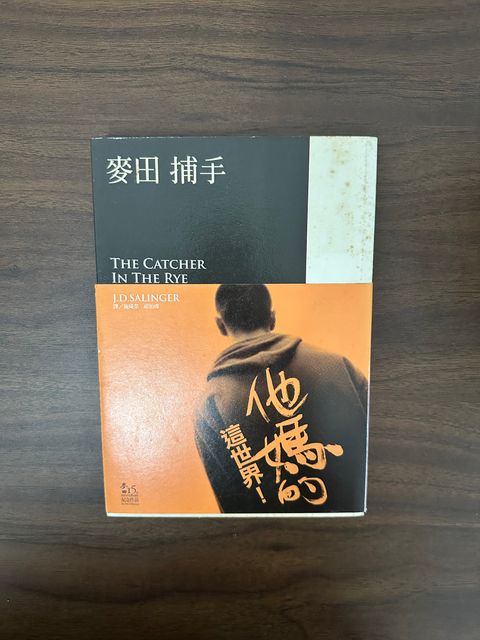 麥田 捕手
THE CATCHER
IN THE RYE
J.D.SALINGER
他媽的
這世界!